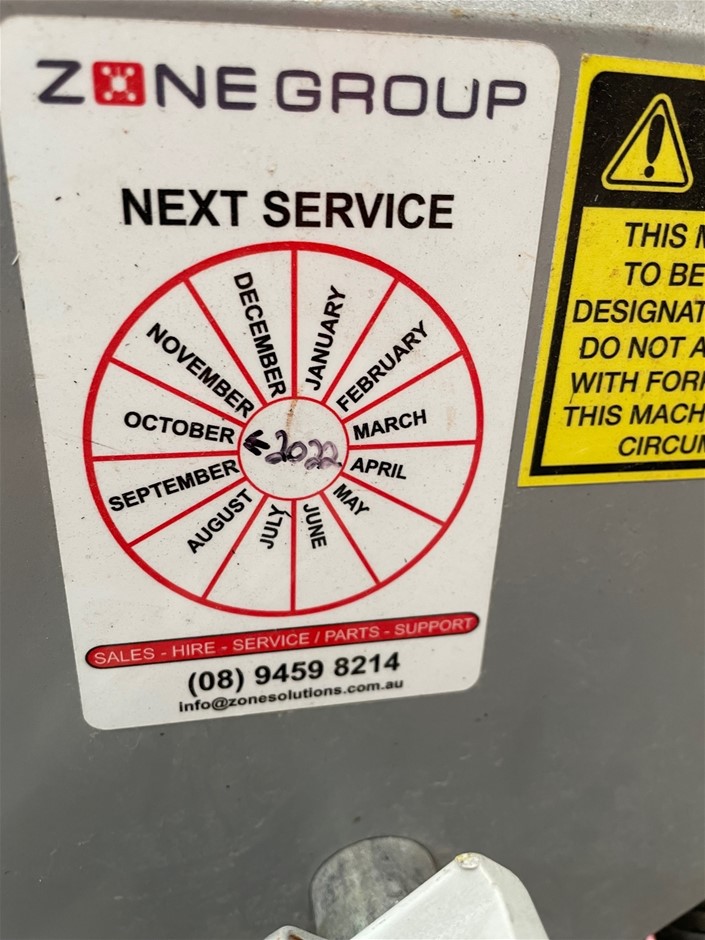 ZONE GROUP
NEXT SERVICE
JANUARY
FEBRUARY
MARCH
APRIL
MAY
JUNE
JULY
AUGUST
SEPTEMBER
OCTOBER
NOVEMBER
DECEMBER
←2022
SALES - HIRE - SERVICE / PARTS - SUPPORT
(08) 9459 8214
info@zonesolutions.com.au
THIS
TO BE
DESIGNAT
DO NOT A
WITH FOR
THIS MACH
CIRCUM